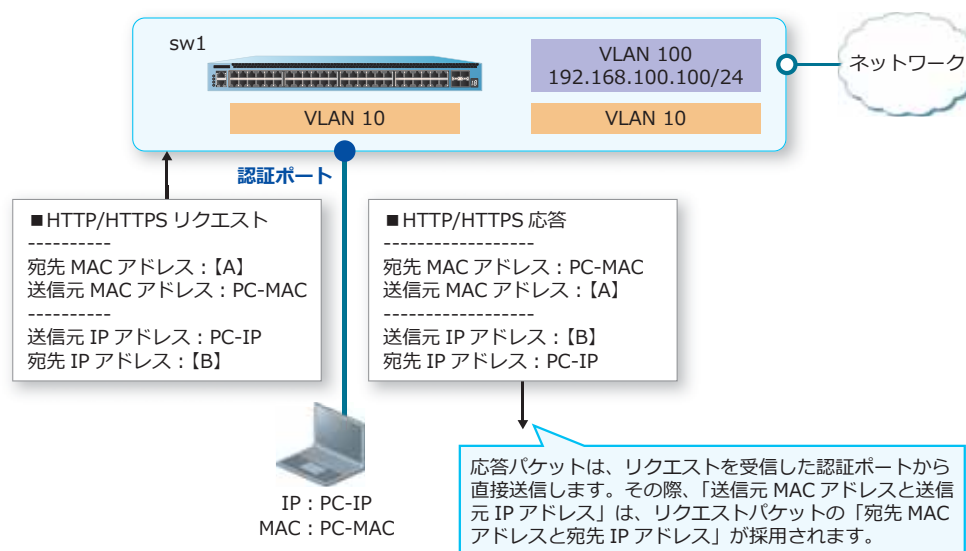 sw1
VLAN 100
192.168.100.100/24
ネットワーク
VLAN 10
VLAN 10
認証ポート
■HTTP/HTTPS リクエスト
----------
宛先 MAC アドレス：【A】
送信元 MAC アドレス：PC-MAC
----------
送信元 IP アドレス：PC-IP
宛先 IP アドレス：【B】
■HTTP/HTTPS 応答
------------------
宛先 MAC アドレス：PC-MAC
送信元 MAC アドレス：【A】
------------------
送信元 IP アドレス：【B】
宛先 IP アドレス：PC-IP
IP：PC-IP
MAC：PC-MAC
応答パケットは、リクエストを受信した認証ポートから
直接送信します。その際、「送信元 MAC アドレスと送信
元 IP アドレス」は、リクエストパケットの「宛先 MAC
アドレスと宛先 IP アドレス」が採用されます。